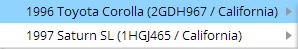 1996 Toyota Corolla (2GDH967 / California)
1997 Saturn SL (1HGJ465 / California)